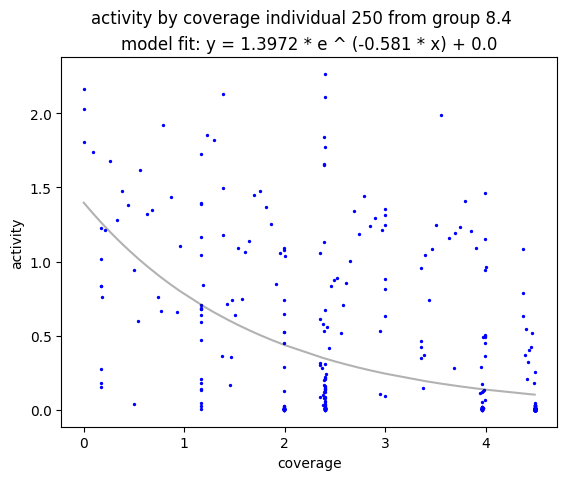 activity by coverage individual 250 from group 8.4
model fit: y = 1.3972 * e ^ (-0.581 * x) + 0.0
2.0
1.5
1.0
0.5
0.0
activity
0 1 2 3 4
coverage